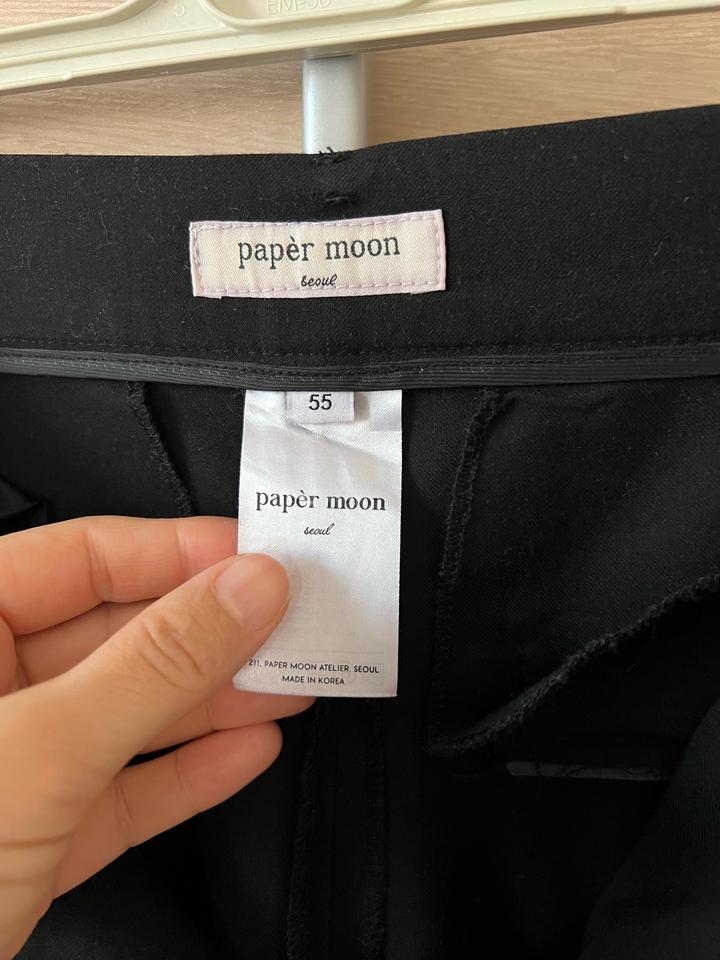 papèr moon
seoul
55
papèr moon
seoul
211, PAPER MOON ATELIER. SEOUL
MADE IN KOREA